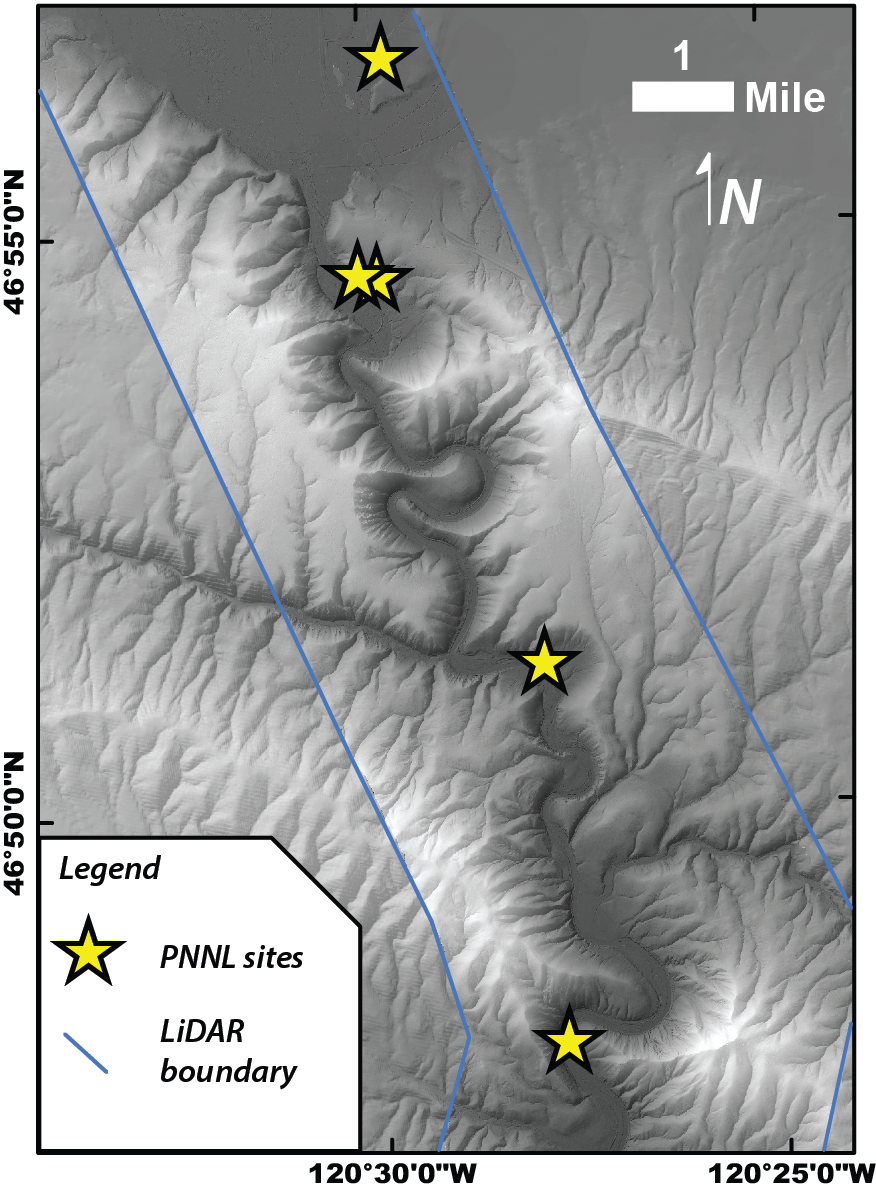 1
Mile
N
46°55'0"N
46°50'0"N
Legend
PNNL sites
LiDAR
boundary
120°30'0"W
120°25'0"W